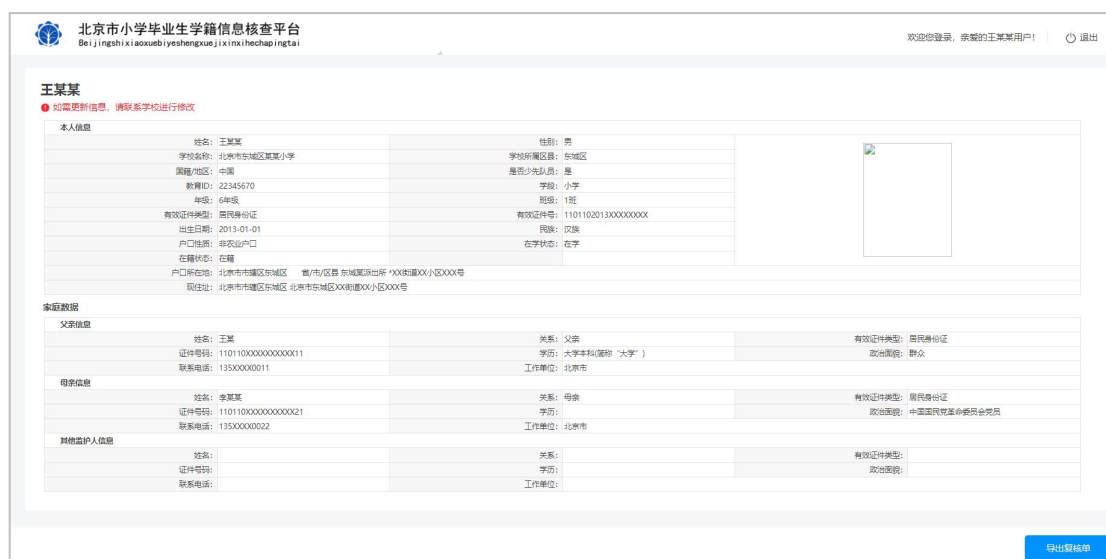 北京市小学毕业生学籍信息核查平台
Beijingshixiaoxuebiyeshengxuejixinxihechapingtai
欢迎您登录，亲爱的王某某用户！ 退出
王某某
如需更新信息，请联系学校进行修改
本人信息
姓名: 王某某 性别: 男
学校名称: 北京市东城区某某小学 学校所属区县: 东城区
国籍/地区: 中国 是否少先队员: 是
教育ID: 22345670 学段: 小学
年级: 6年级 班级: 1班
有效证件类型: 居民身份证 有效证件号: 1101102013XXXXXXXX
出生日期: 2013-01-01 民族: 汉族
户口性质: 非农业户口 在学状态: 在学
在籍状态: 在籍
户口所在地: 北京市市辖区东城区 省/市/区县 东城某派出所 *XX街道XX小区XXX号
现住址: 北京市市辖区东城区 北京市东城区XX街道XX小区XXX号
家庭数据
父亲信息
姓名: 王某 关系: 父亲 有效证件类型: 居民身份证
证件号码: 110110XXXXXXXXXX11 学历: 大学本科(简称“大学”) 政治面貌: 群众
联系电话: 135XXXX0011 工作单位: 北京市
母亲信息
姓名: 李某某 关系: 母亲 有效证件类型: 居民身份证
证件号码: 110110XXXXXXXXXX21 学历: 政治面貌: 中国国民党革命委员会党员
联系电话: 135XXXX0022 工作单位: 北京市
其他监护人信息
姓名: 关系: 有效证件类型:
证件号码: 学历: 政治面貌:
联系电话: 工作单位:
导出复核单